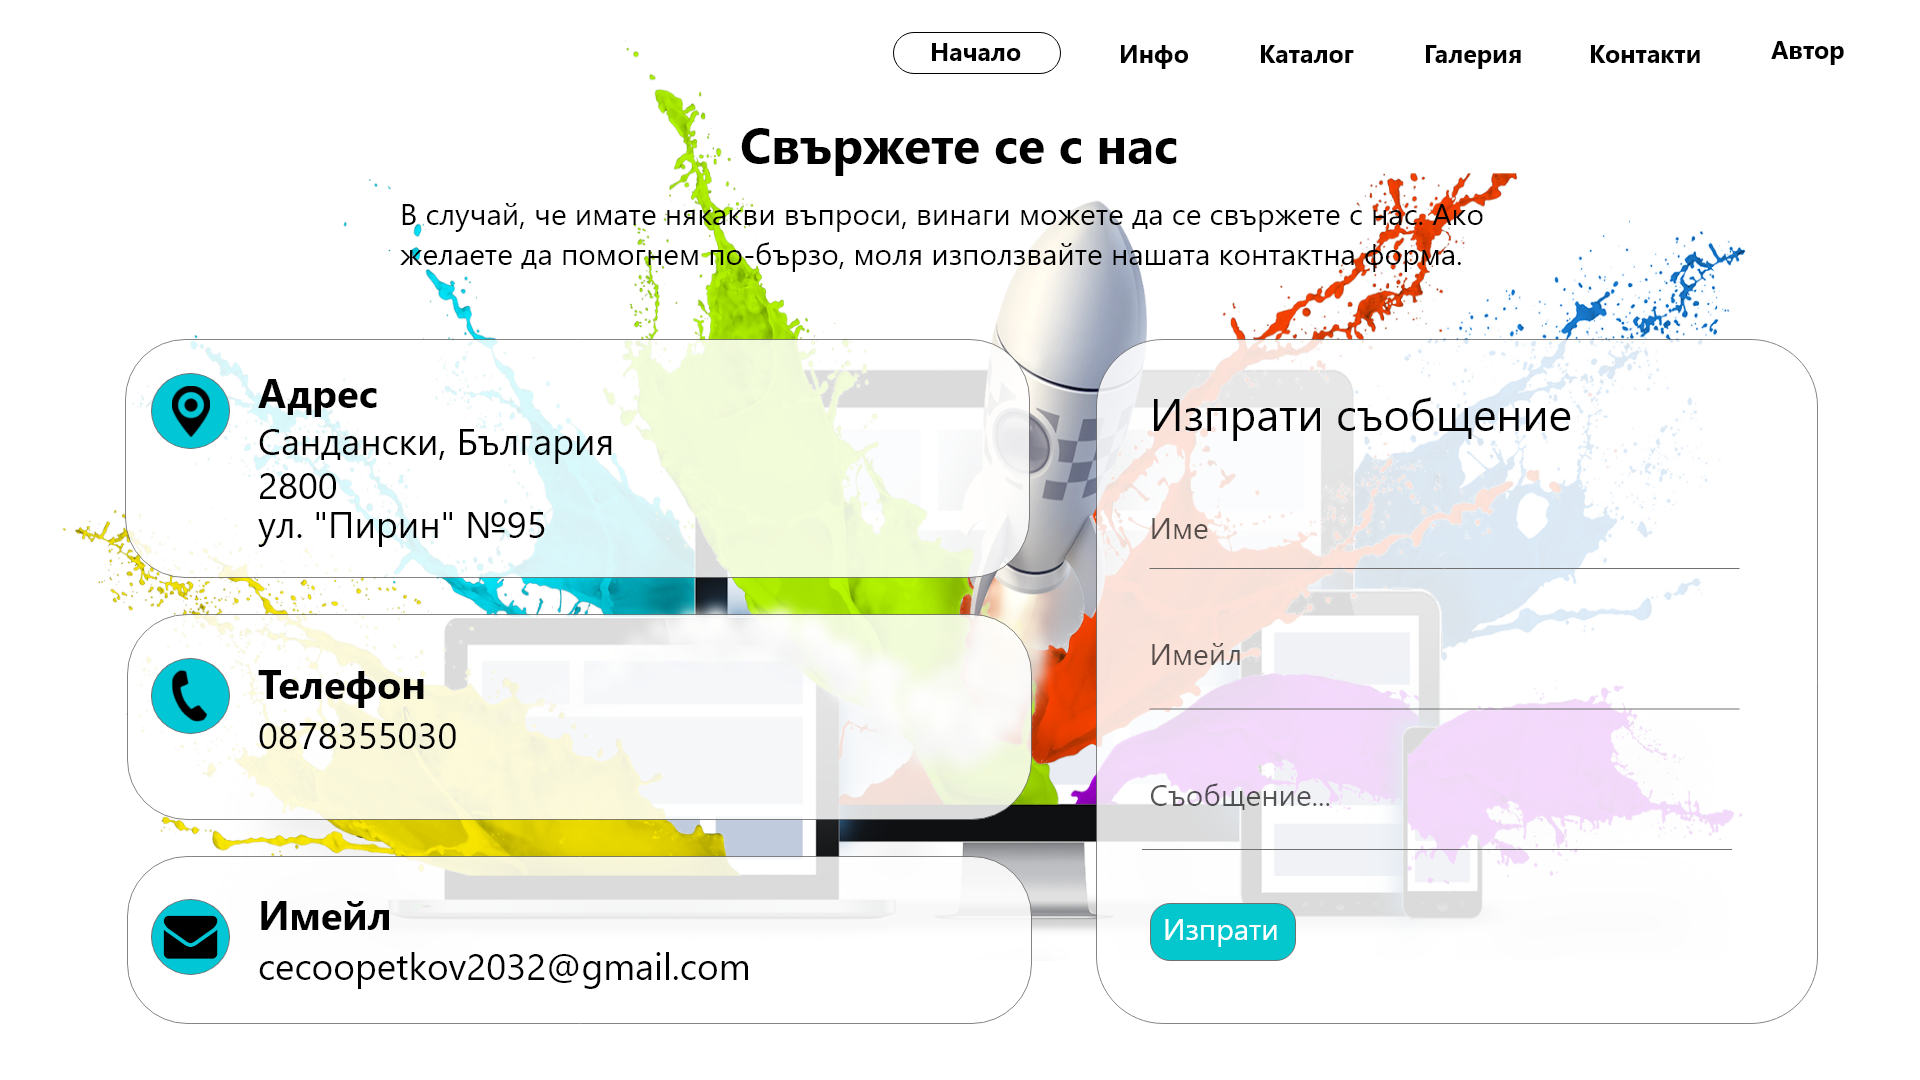 Начало
Инфо
Каталог
Галерия
Контакти
Автор
Свържете се с нас
В случай, че имате някакви въпроси, винаги можете да се свържете с нас. Ако
желаете да помогнем по-бързо, моля използвайте нашата контактна форма.
Адрес
Сандански, България
2800
ул. "Пирин" №95
Телефон
0878355030
Имейл
cecoopetkov2032@gmail.com
Изпрати съобщение
Име
Имейл
Съобщение...
Изпрати